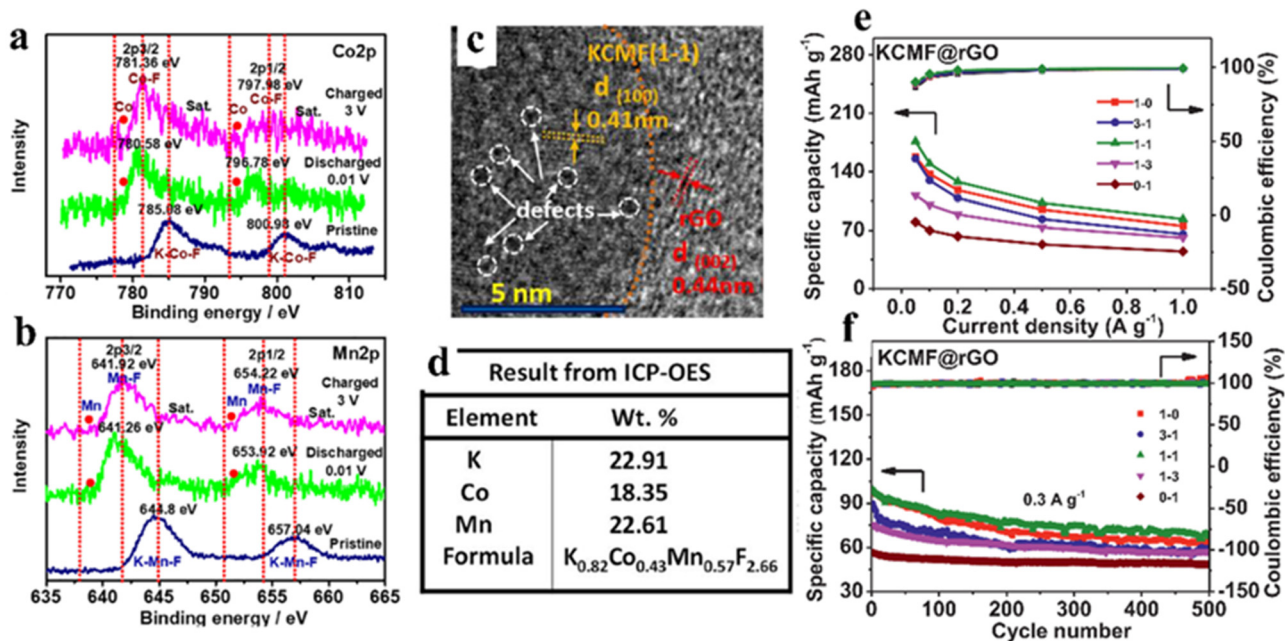 a
Co2p
2p3/2
781.36 eV
Co-F
2p1/2
797.98 eV
Co-F
Co
Sat.
Co
Sat.
Charged
3 V
780.58 eV
796.78 eV
Discharged
0.01 V
785.08 eV
800.98 eV
Pristine
K-Co-F
K-Co-F
Intensity
770 780 790 800 810
Binding energy / eV
b
Mn2p
2p3/2
641.92 eV
Mn-F
2p1/2
654.22 eV
Mn-F
Mn
Sat.
Mn
Sat.
Charged
3 V
641.26 eV
653.92 eV
Discharged
0.01 V
644.8 eV
657.04 eV
Pristine
K-Mn-F
K-Mn-F
Intensity
635 640 645 650 655 660 665
Binding energy / eV
c
KCMF(1-1)
d (100)
0.41nm
defects
rGO
d (002)
0.44nm
5 nm
d
Result from ICP-OES
Element Wt. %
K 22.91
Co 18.35
Mn 22.61
Formula K0.82Co0.43Mn0.57F2.66
e
KCMF@rGO
Specific capacity (mAh g-1)
280
210
140
70
0
Coulombic efficiency (%)
100
50
0
-50
1-0
3-1
1-1
1-3
0-1
0.0 0.2 0.4 0.6 0.8 1.0
Current density (A g-1)
f
KCMF@rGO
Specific capacity (mAh g-1)
180
150
120
90
60
30
Coulombic efficiency (%)
150
100
50
0
-50
-100
-150
1-0
3-1
1-1
1-3
0-1
0.3 A g-1
0 100 200 300 400 500
Cycle number